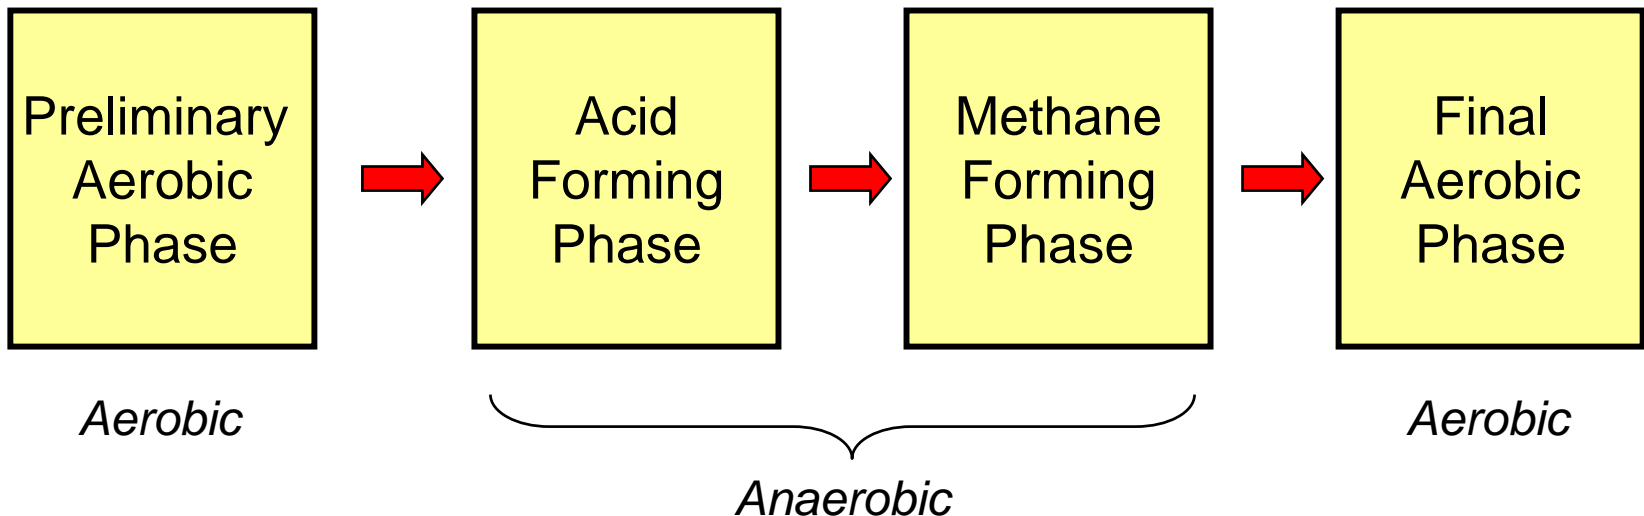 Preliminary
Aerobic
Phase
Acid
Forming
Phase
Methane
Forming
Phase
Final
Aerobic
Phase
Aerobic
Anaerobic
Aerobic